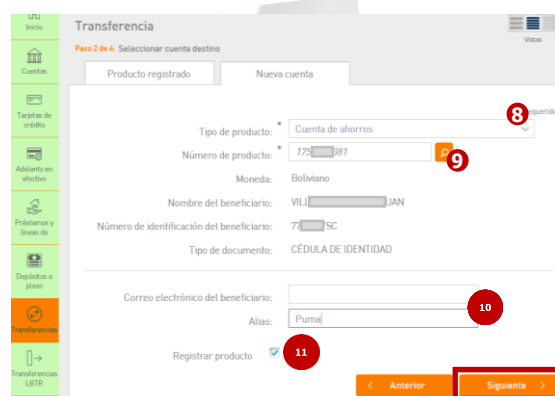 Inicio
Cuentas
Tarjetas de
crédito
Adelanto en
efectivo
Préstamos y
líneas de
Depósitos a
plazo
Transferencias
Transferencias
LBTR
Transferencia
Vistas
Paso 2 de 4: Seleccionar cuenta destino
Producto registrado Nueva cuenta
8
Tipo de producto: * Cuenta de ahorros
Número de producto: * 175 381 9
Moneda: Boliviano
Nombre del beneficiario: VILL JAN
Número de identificación del beneficiario: 77 SC
Tipo de documento: CÉDULA DE IDENTIDAD
Correo electrónico del beneficiario:
10
Alias: Puma
Registrar producto 11
< Anterior Siguiente >